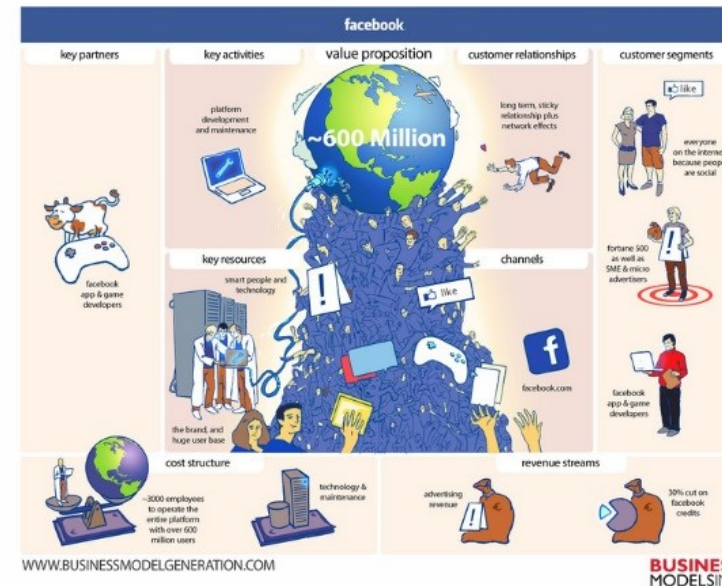 facebook
key partners
key activities
value proposition
customer relationships
customer segments
platform
development
and maintenance
~600 Million
long term, sticky
relationship plus
network effects
like
everyone
on the interne
because peop
are social
facebook
app & game
developers
key resources
smart people and
technology
the brand, and
huge user base
!
like
channels
f
facebook.com
!
fortune 500
as well as
SME & micro
advertisers
facebook
app & game
developers
cost structure
~3000 employees
to operate the
entire platform
with over 600
million users
technology &
maintenance
revenue streams
advertising
revenue
!
€
30% cut on
facebook
credits
€
WWW.BUSINESSMODELGENERATION.COM
BUSINE
MODELSIN